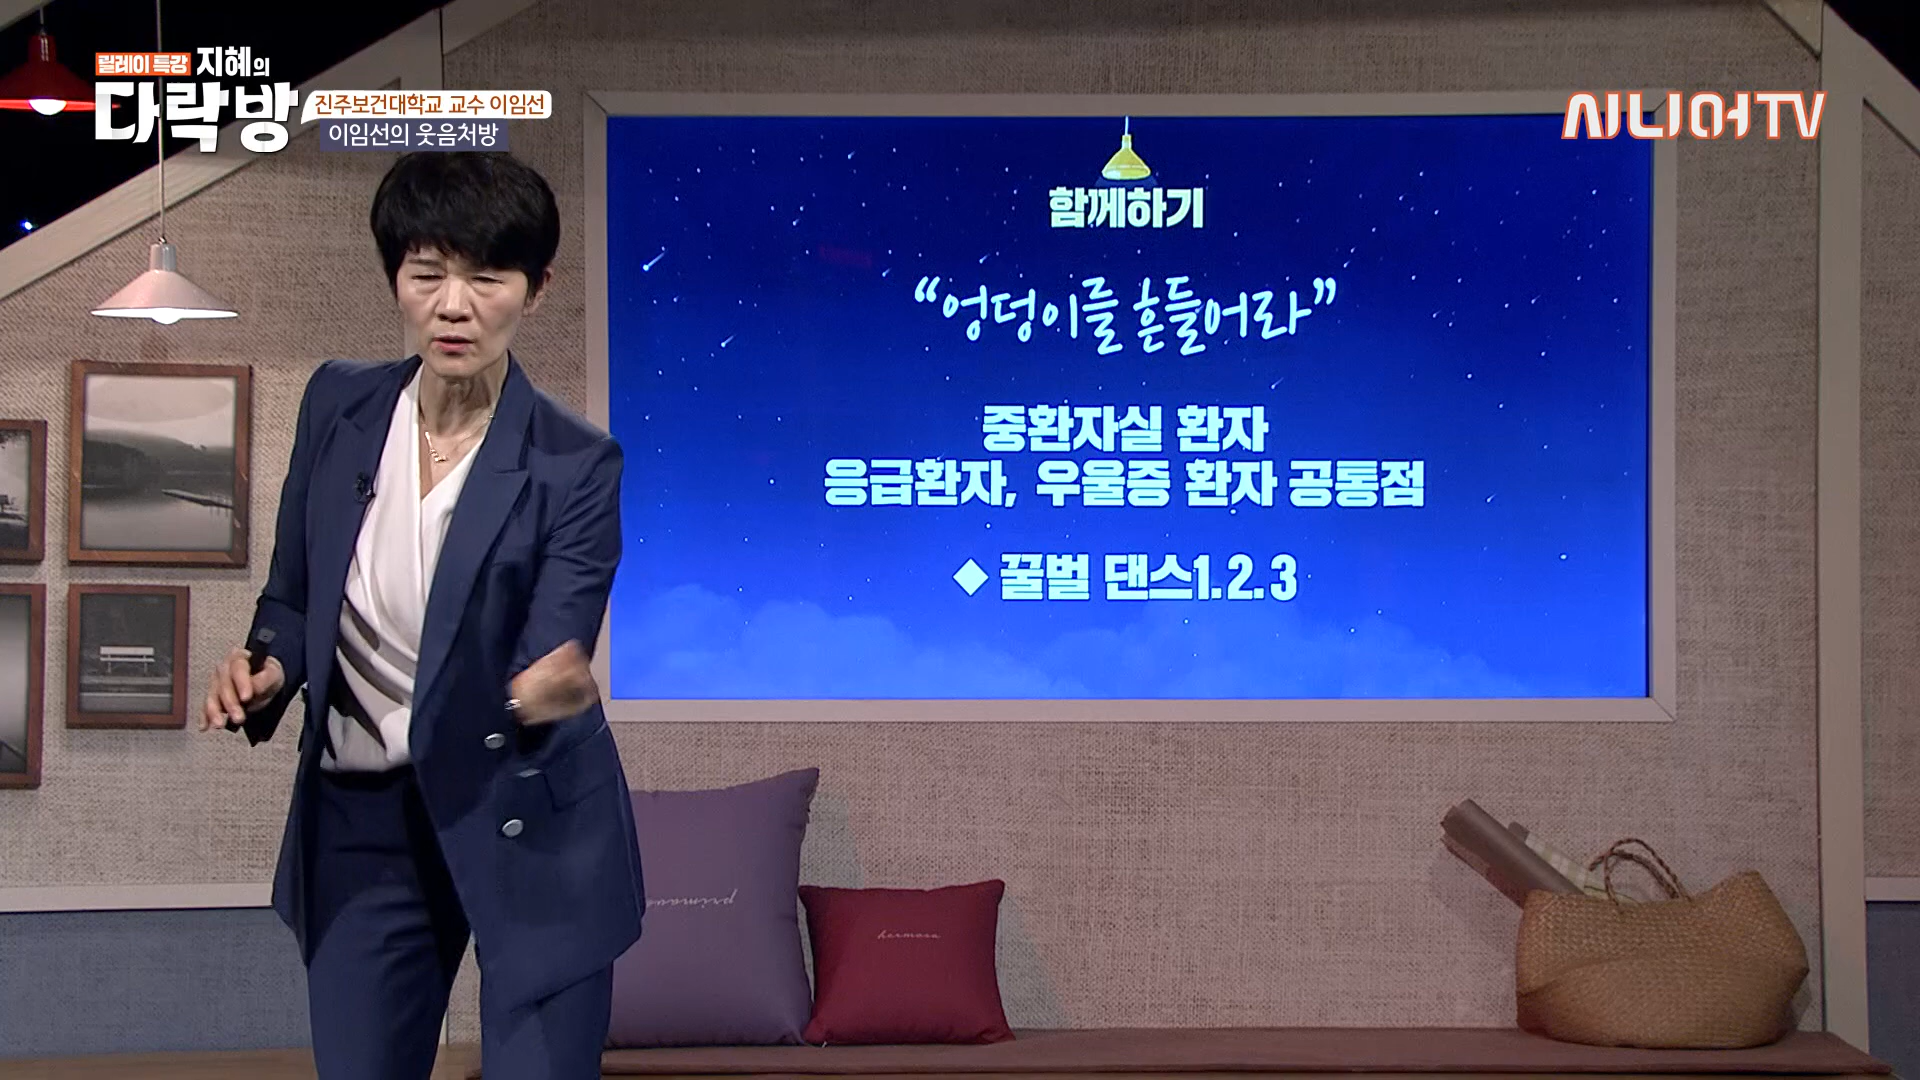 릴레이 특강 지혜의
다락방
진주보건대학교 교수 이임선
이임선의 웃음처방
시니어TV
함께하기
“엉덩이를 흔들어라”
중환자실 환자
응급환자, 우울증 환자 공통점
◆ 꿀벌 댄스1.2.3
primavera
harmosa